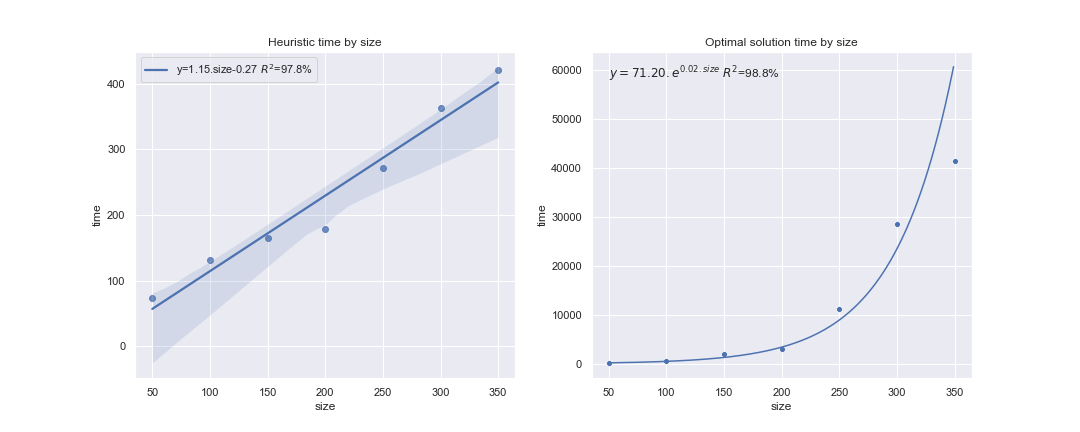 Heuristic time by size
y=1.15.size-0.27 R²=97.8%
400
300
200
100
0
time
50 100 150 200 250 300 350
size
Optimal solution time by size
y = 71.20.e^0.02.size R²=98.8%
60000
50000
40000
30000
20000
10000
0
time
50 100 150 200 250 300 350
size